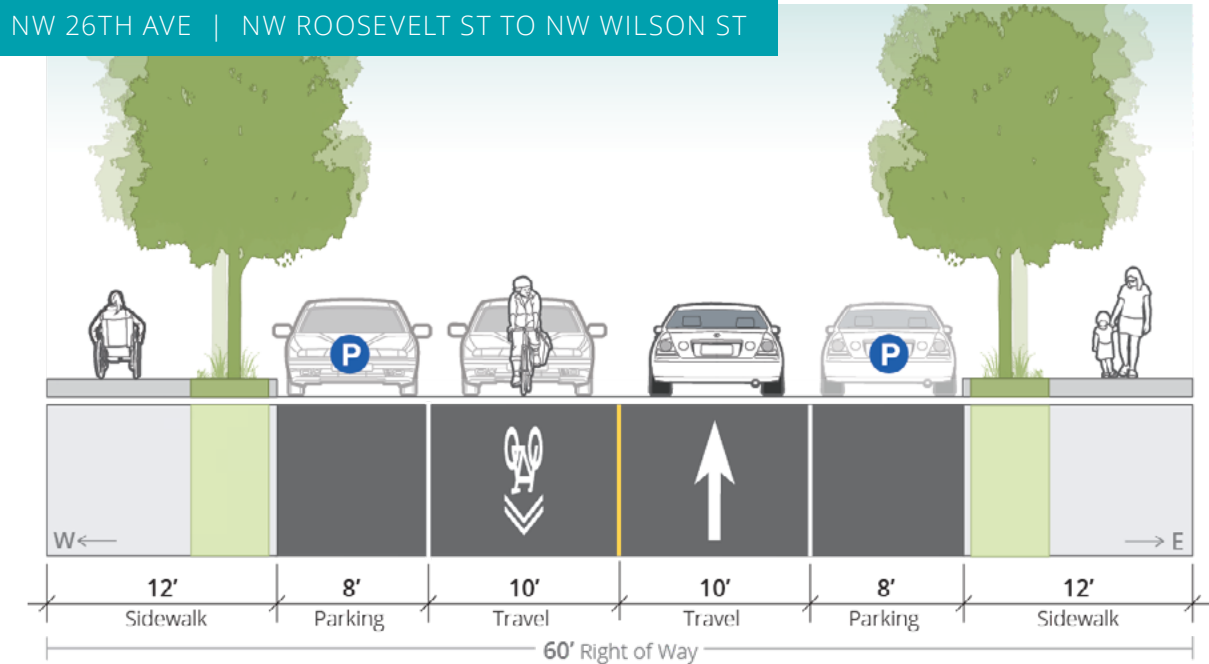 NW 26TH AVE | NW ROOSEVELT ST TO NW WILSON ST
P P
W E
12’ 8’ 10’ 10’ 8’ 12’
Sidewalk Parking Travel Travel Parking Sidewalk
60’ Right of Way